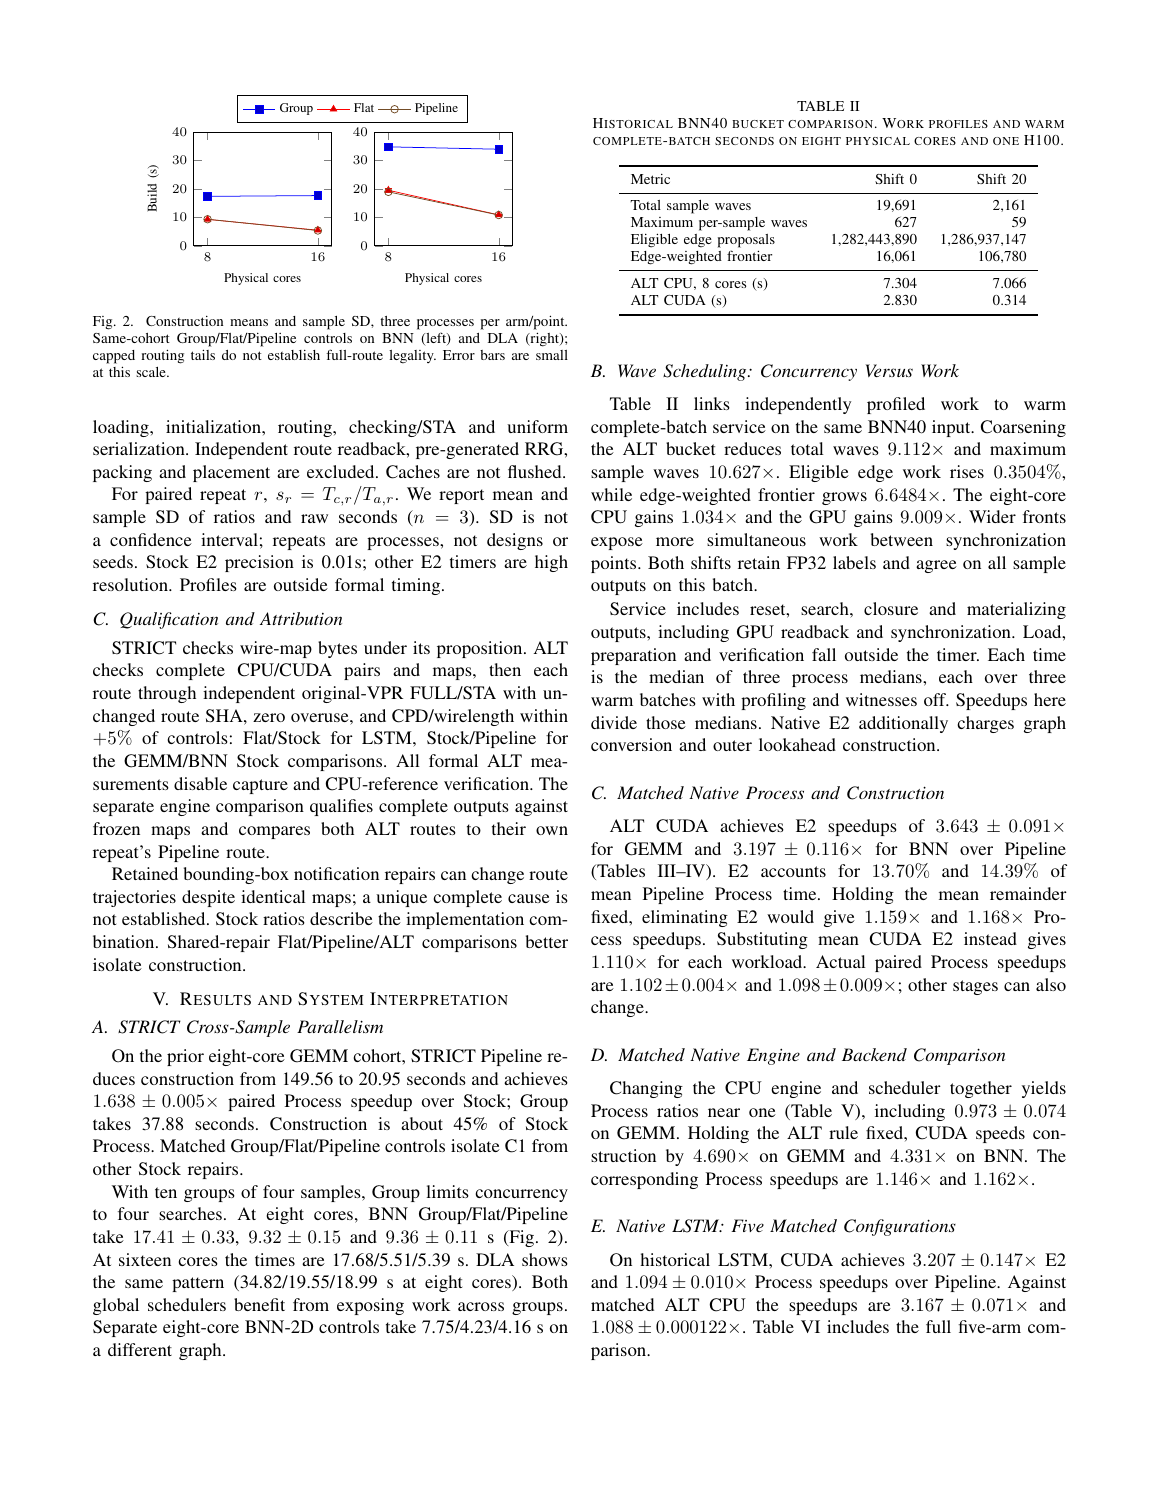 Group Flat Pipeline
40
30
20
10
0
8
16
Build (s)
Physical cores
40
30
20
10
0
8
16
Physical cores
Fig. 2. Construction means and sample SD, three processes per arm/point.
Same-cohort Group/Flat/Pipeline controls on BNN (left) and DLA (right);
capped routing tails do not establish full-route legality. Error bars are small
at this scale.
loading, initialization, routing, checking/STA and uniform
serialization. Independent route readback, pre-generated RRG,
packing and placement are excluded. Caches are not flushed.
For paired repeat r, s_r = T_{c,r}/T_{a,r}. We report mean and
sample SD of ratios and raw seconds (n = 3). SD is not
a confidence interval; repeats are processes, not designs or
seeds. Stock E2 precision is 0.01s; other E2 timers are high
resolution. Profiles are outside formal timing.
C. Qualification and Attribution
STRICT checks wire-map bytes under its proposition. ALT
checks complete CPU/CUDA pairs and maps, then each
route through independent original-VPR FULL/STA with un-
changed route SHA, zero overuse, and CPD/wirelength within
+5% of controls: Flat/Stock for LSTM, Stock/Pipeline for
the GEMM/BNN Stock comparisons. All formal ALT mea-
surements disable capture and CPU-reference verification. The
separate engine comparison qualifies complete outputs against
frozen maps and compares both ALT routes to their own
repeat's Pipeline route.
Retained bounding-box notification repairs can change route
trajectories despite identical maps; a unique complete cause is
not established. Stock ratios describe the implementation com-
bination. Shared-repair Flat/Pipeline/ALT comparisons better
isolate construction.
V. RESULTS AND SYSTEM INTERPRETATION
A. STRICT Cross-Sample Parallelism
On the prior eight-core GEMM cohort, STRICT Pipeline re-
duces construction from 149.56 to 20.95 seconds and achieves
1.638 ± 0.005× paired Process speedup over Stock; Group
takes 37.88 seconds. Construction is about 45% of Stock
Process. Matched Group/Flat/Pipeline controls isolate C1 from
other Stock repairs.
With ten groups of four samples, Group limits concurrency
to four searches. At eight cores, BNN Group/Flat/Pipeline
take 17.41 ± 0.33, 9.32 ± 0.15 and 9.36 ± 0.11 s (Fig. 2).
At sixteen cores the times are 17.68/5.51/5.39 s. DLA shows
the same pattern (34.82/19.55/18.99 s at eight cores). Both
global schedulers benefit from exposing work across groups.
Separate eight-core BNN-2D controls take 7.75/4.23/4.16 s on
a different graph.
TABLE II
HISTORICAL BNN40 BUCKET COMPARISON. WORK PROFILES AND WARM
COMPLETE-BATCH SECONDS ON EIGHT PHYSICAL CORES AND ONE H100.
Metric Shift 0 Shift 20
Total sample waves 19,691 2,161
Maximum per-sample waves 627 59
Eligible edge proposals 1,282,443,890 1,286,937,147
Edge-weighted frontier 16,061 106,780
ALT CPU, 8 cores (s) 7.304 7.066
ALT CUDA (s) 2.830 0.314
B. Wave Scheduling: Concurrency Versus Work
Table II links independently profiled work to warm
complete-batch service on the same BNN40 input. Coarsening
the ALT bucket reduces total waves 9.112× and maximum
sample waves 10.627×. Eligible edge work rises 0.3504%,
while edge-weighted frontier grows 6.6484×. The eight-core
CPU gains 1.034× and the GPU gains 9.009×. Wider fronts
expose more simultaneous work between synchronization
points. Both shifts retain FP32 labels and agree on all sample
outputs on this batch.
Service includes reset, search, closure and materializing
outputs, including GPU readback and synchronization. Load,
preparation and verification fall outside the timer. Each time
is the median of three process medians, each over three
warm batches with profiling and witnesses off. Speedups here
divide those medians. Native E2 additionally charges graph
conversion and outer lookahead construction.
C. Matched Native Process and Construction
ALT CUDA achieves E2 speedups of 3.643 ± 0.091×
for GEMM and 3.197 ± 0.116× for BNN over Pipeline
(Tables III–IV). E2 accounts for 13.70% and 14.39% of
mean Pipeline Process time. Holding the mean remainder
fixed, eliminating E2 would give 1.159× and 1.168× Pro-
cess speedups. Substituting mean CUDA E2 instead gives
1.110× for each workload. Actual paired Process speedups
are 1.102±0.004× and 1.098±0.009×; other stages can also
change.
D. Matched Native Engine and Backend Comparison
Changing the CPU engine and scheduler together yields
Process ratios near one (Table V), including 0.973 ± 0.074
on GEMM. Holding the ALT rule fixed, CUDA speeds con-
struction by 4.690× on GEMM and 4.331× on BNN. The
corresponding Process speedups are 1.146× and 1.162×.
E. Native LSTM: Five Matched Configurations
On historical LSTM, CUDA achieves 3.207 ± 0.147× E2
and 1.094 ± 0.010× Process speedups over Pipeline. Against
matched ALT CPU the speedups are 3.167 ± 0.071× and
1.088 ± 0.000122×. Table VI includes the full five-arm com-
parison.